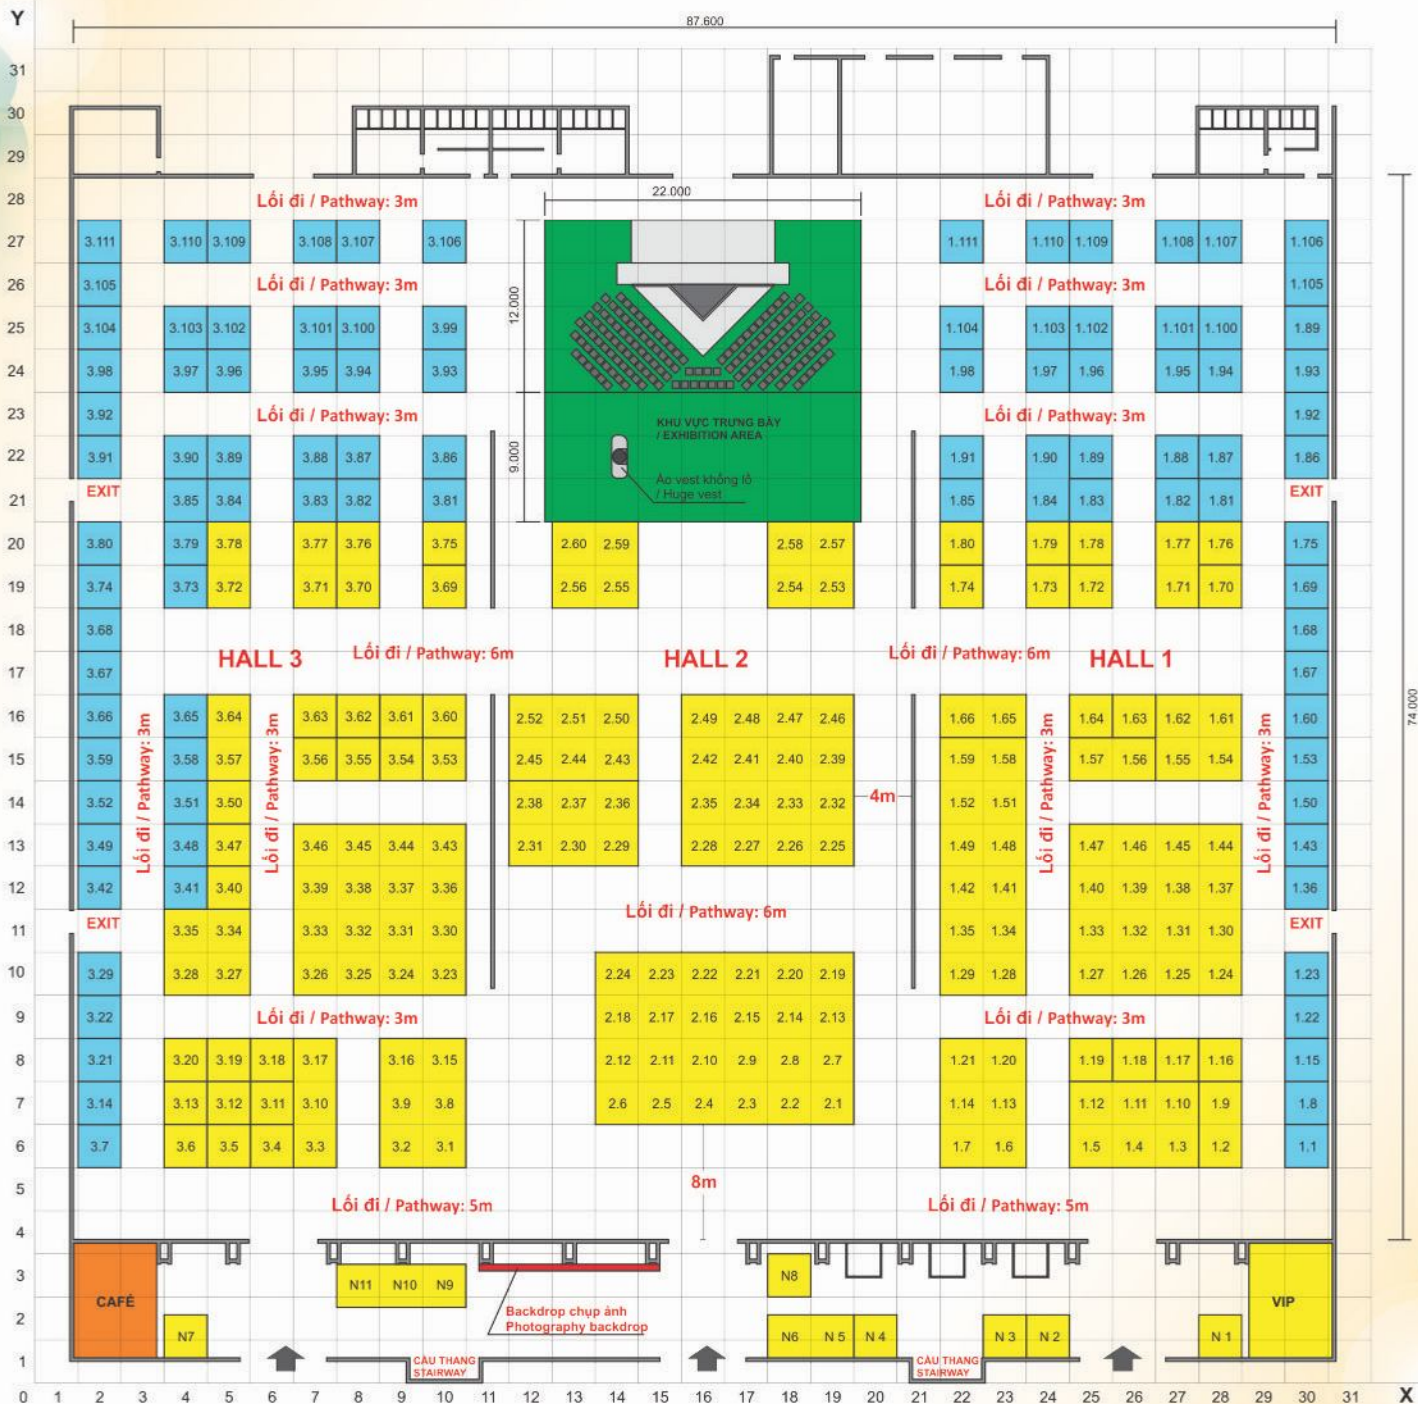 Y
87.600
31
30
29
28 Lối đi / Pathway: 3m 22.000 Lối đi / Pathway: 3m
27 3.111 3.110 3.109 3.108 3.107 3.106 1.111 1.110 1.109 1.108 1.107 1.106
26 3.105 Lối đi / Pathway: 3m Lối đi / Pathway: 3m 1.105
12.000
25 3.104 3.103 3.102 3.101 3.100 3.99 1.104 1.103 1.102 1.101 1.100 1.89
24 3.98 3.97 3.96 3.95 3.94 3.93 1.98 1.97 1.96 1.95 1.94 1.93
23 3.92 Lối đi / Pathway: 3m Lối đi / Pathway: 3m 1.92
KHU VỰC TRƯNG BÀY
/ EXHIBITION AREA
9.000
22 3.91 3.90 3.89 3.88 3.87 3.86 1.91 1.90 1.89 1.88 1.87 1.86
Áo vest khổng lồ
/ Huge vest
EXIT EXIT
21 3.85 3.84 3.83 3.82 3.81 1.85 1.84 1.83 1.82 1.81
20 3.80 3.79 3.78 3.77 3.76 3.75 2.60 2.59 2.58 2.57 1.80 1.79 1.78 1.77 1.76 1.75
19 3.74 3.73 3.72 3.71 3.70 3.69 2.56 2.55 2.54 2.53 1.74 1.73 1.72 1.71 1.70 1.69
18 3.68 1.68
HALL 3 Lối đi / Pathway: 6m HALL 2 Lối đi / Pathway: 6m HALL 1
17 3.67 1.67
74.000
16 3.66 3.65 3.64 3.63 3.62 3.61 3.60 2.52 2.51 2.50 2.49 2.48 2.47 2.46 1.66 1.65 1.64 1.63 1.62 1.61 1.60
15 3.59 3.58 3.57 3.56 3.55 3.54 3.53 2.45 2.44 2.43 2.42 2.41 2.40 2.39 1.59 1.58 1.57 1.56 1.55 1.54 1.53
Lối đi / Pathway: 3m
Lối đi / Pathway: 3m
Lối đi / Pathway: 3m
Lối đi / Pathway: 3m
14 3.52 3.51 3.50 2.38 2.37 2.36 2.35 2.34 2.33 2.32 4m 1.52 1.51 1.50
13 3.49 3.48 3.47 3.46 3.45 3.44 3.43 2.31 2.30 2.29 2.28 2.27 2.26 2.25 1.49 1.48 1.47 1.46 1.45 1.44 1.43
12 3.42 3.41 3.40 3.39 3.38 3.37 3.36 1.42 1.41 1.40 1.39 1.38 1.37 1.36
Lối đi / Pathway: 6m
EXIT EXIT
11 3.35 3.34 3.33 3.32 3.31 3.30 1.35 1.34 1.33 1.32 1.31 1.30
10 3.29 3.28 3.27 3.26 3.25 3.24 3.23 2.24 2.23 2.22 2.21 2.20 2.19 1.29 1.28 1.27 1.26 1.25 1.24 1.23
9 3.22 Lối đi / Pathway: 3m 2.18 2.17 2.16 2.15 2.14 2.13 Lối đi / Pathway: 3m 1.22
8 3.21 3.20 3.19 3.18 3.17 3.16 3.15 2.12 2.11 2.10 2.9 2.8 2.7 1.21 1.20 1.19 1.18 1.17 1.16 1.15
7 3.14 3.13 3.12 3.11 3.10 3.9 3.8 2.6 2.5 2.4 2.3 2.2 2.1 1.14 1.13 1.12 1.11 1.10 1.9 1.8
6 3.7 3.6 3.5 3.4 3.3 3.2 3.1 1.7 1.6 1.5 1.4 1.3 1.2 1.1
5 8m
Lối đi / Pathway: 5m Lối đi / Pathway: 5m
4
3 N11 N10 N9 N8
CAFÉ VIP
2 Backdrop chụp ảnh
Photography backdrop
N7 N6 N 5 N 4 N 3 N 2 N 1
1 CẦU THANG CẦU THANG
STAIRWAY STAIRWAY
0 1 2 3 4 5 6 7 8 9 10 11 12 13 14 15 16 17 18 19 20 21 22 23 24 25 26 27 28 29 30 31 X